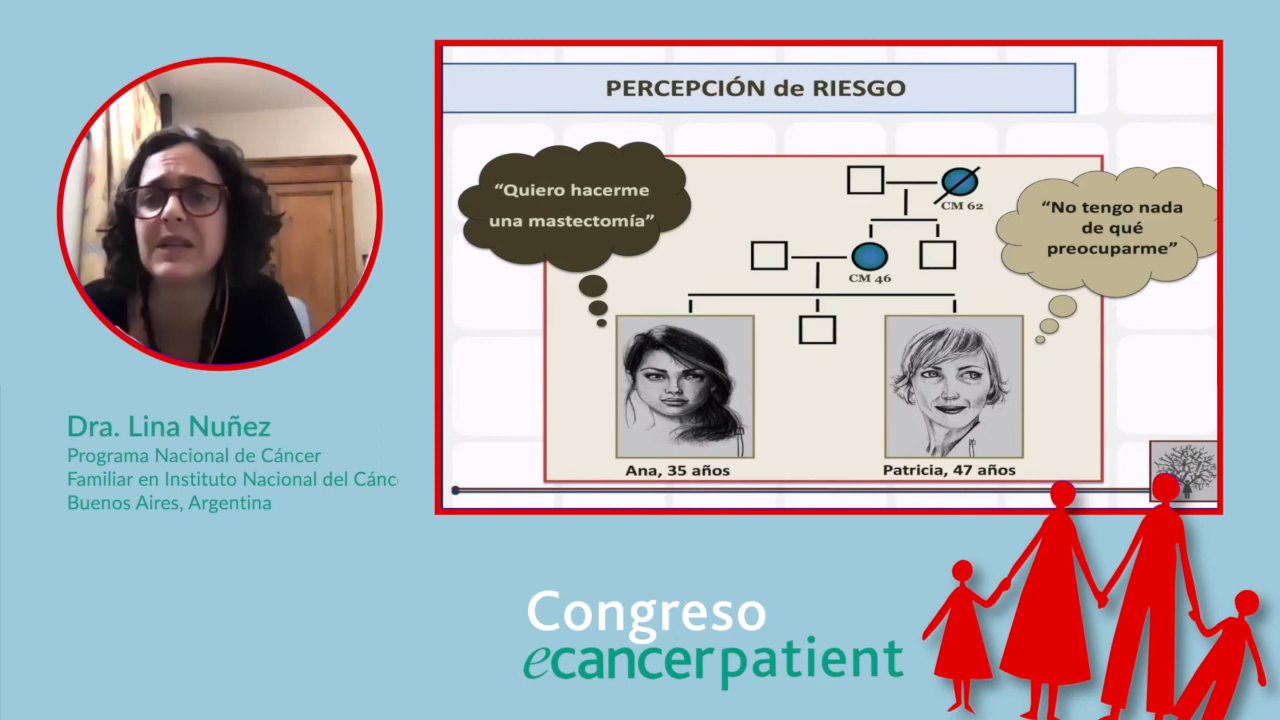 PERCEPCIÓN de RIESGO
“Quiero hacerme
una mastectomía”
CM 62
“No tengo nada
de qué
preocuparme”
CM 46
Ana, 35 años
Patricia, 47 años
Dra. Lina Nuñez
Programa Nacional de Cáncer
Familiar en Instituto Nacional del Cánc
Buenos Aires, Argentina
Congreso
ecancerpatient